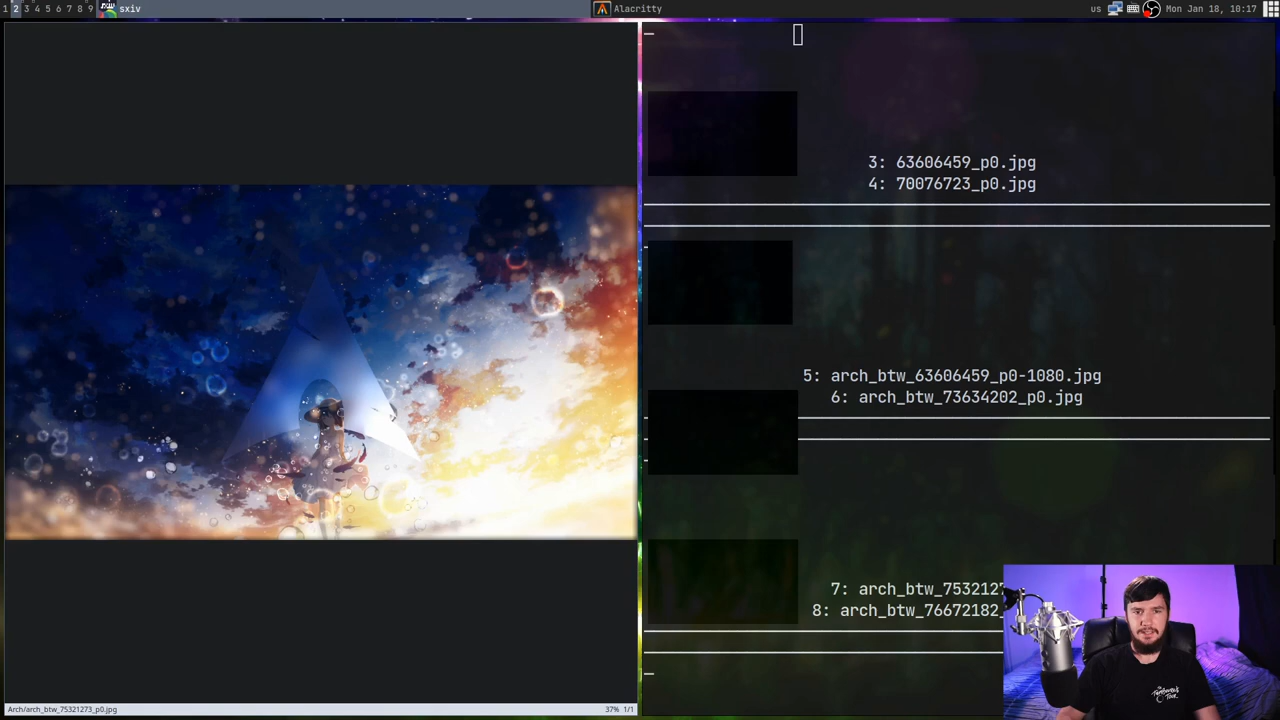 1 2 3 4 5 6 7 8 9 sxiv
Alacritty
us Mon Jan 18, 10:17
3: 63606459_p0.jpg
4: 70076723_p0.jpg
5: arch_btw_63606459_p0-1080.jpg
6: arch_btw_73634202_p0.jpg
7: arch_btw_7532127
8: arch_btw_76672182_
Arch/arch_btw_75321273_p0.jpg
37% 1/1